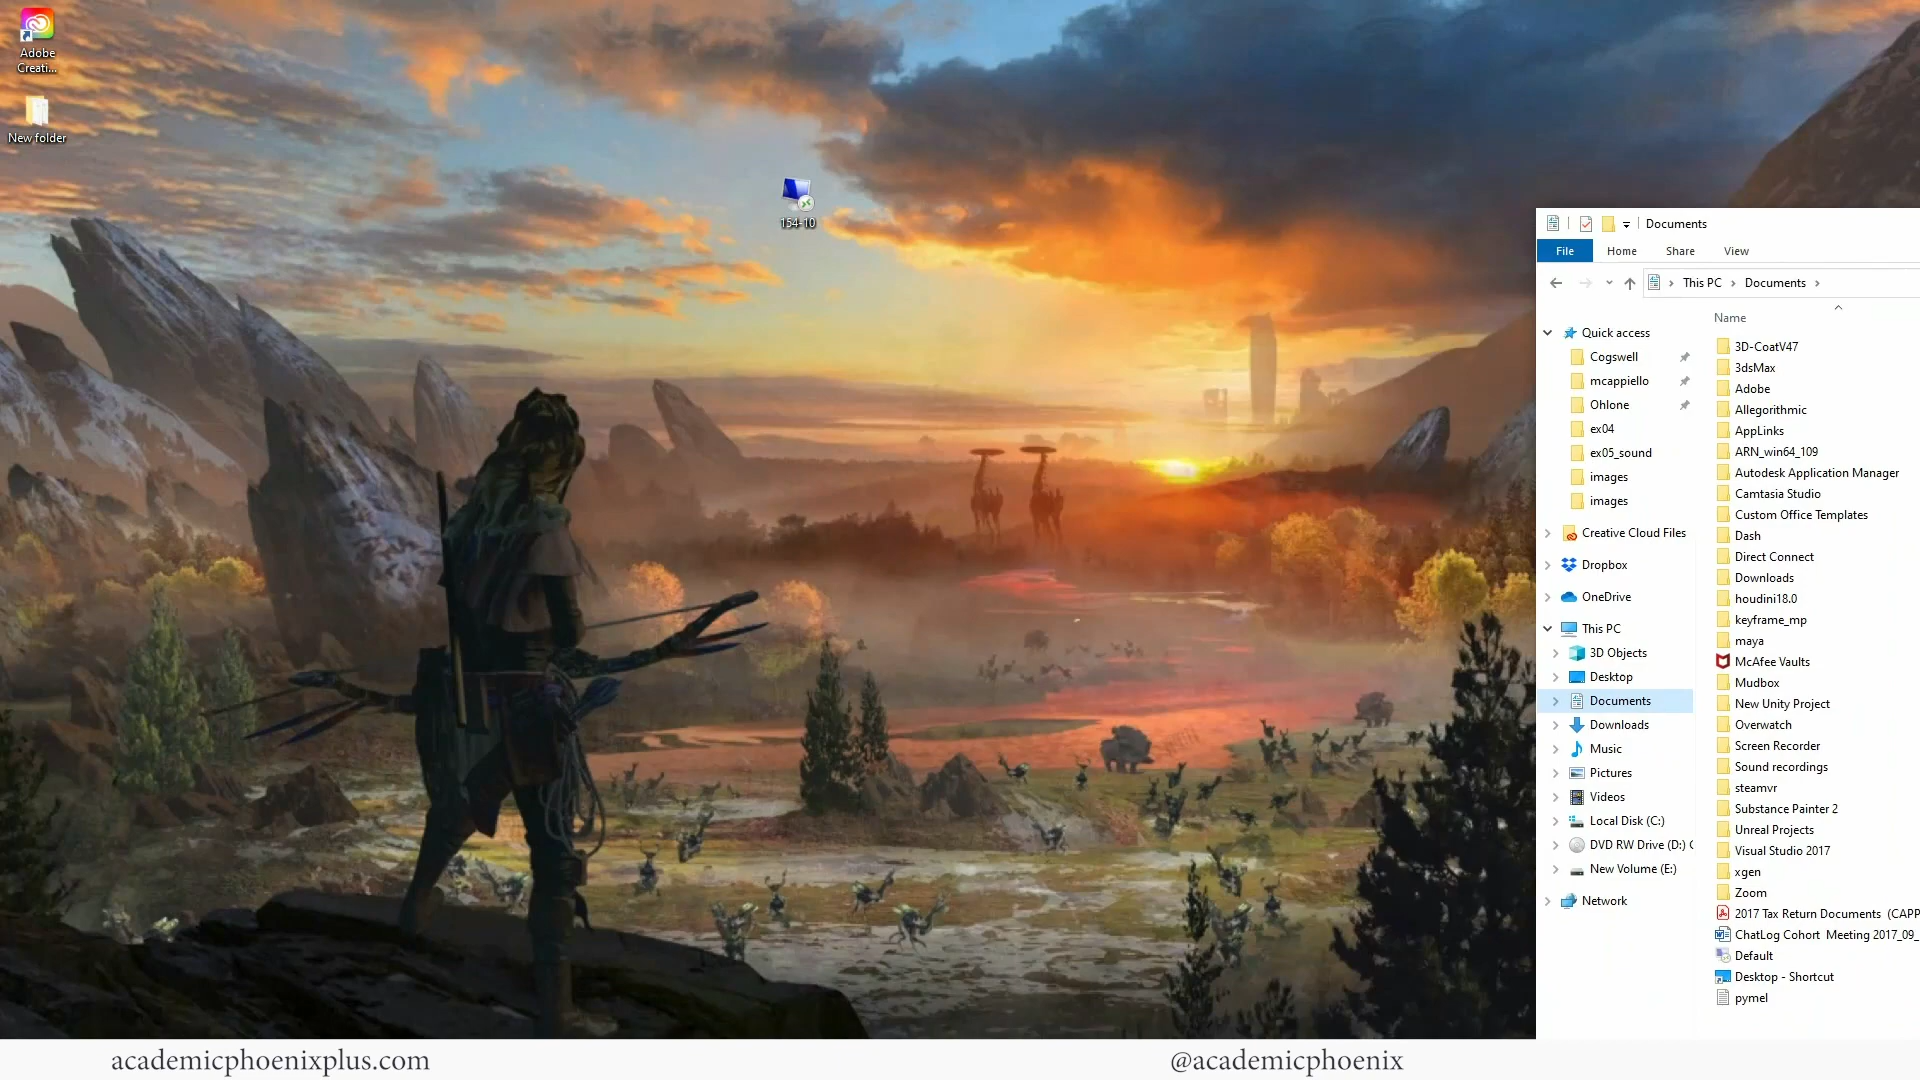 Adobe
Creati...
New folder
154-10
Documents
File Home Share View
This PC Documents
Name
Quick access
Cogswell
mcappiello
Ohlone
ex04
ex05_sound
images
images
Creative Cloud Files
Dropbox
OneDrive
This PC
3D Objects
Desktop
Documents
Downloads
Music
Pictures
Videos
Local Disk (C:)
DVD RW Drive (D:) C
New Volume (E:)
Network
3D-CoatV47
3dsMax
Adobe
Allegorithmic
AppLinks
ARN_win64_109
Autodesk Application Manager
Camtasia Studio
Custom Office Templates
Dash
Direct Connect
Downloads
houdini18.0
keyframe_mp
maya
McAfee Vaults
Mudbox
New Unity Project
Overwatch
Screen Recorder
Sound recordings
steamvr
Substance Painter 2
Unreal Projects
Visual Studio 2017
xgen
Zoom
2017 Tax Return Documents (CAPP
ChatLog Cohort Meeting 2017_09_
Default
Desktop - Shortcut
pymel
academicphoenixplus.com
@academicphoenix